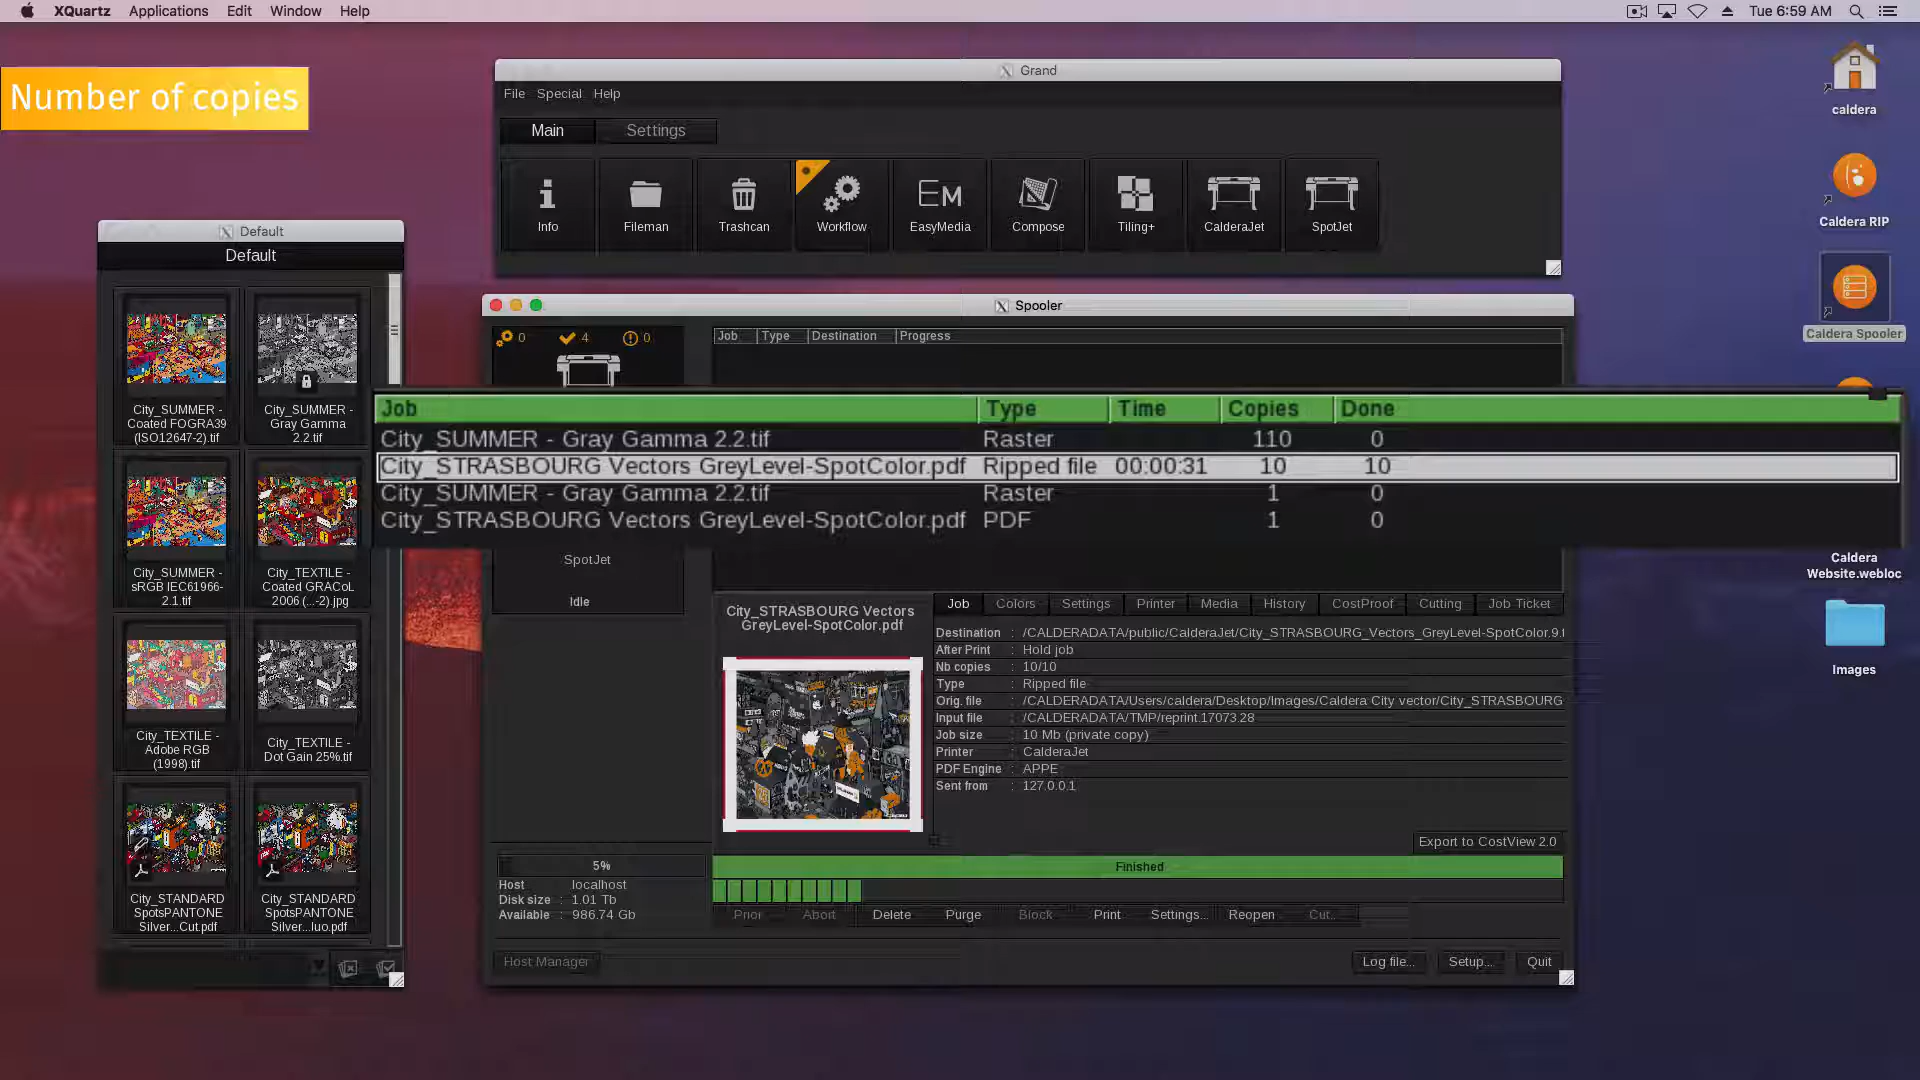 XQuartz Applications Edit Window Help
Tue 6:59 AM
Number of copies
Grand
File Special Help
Main Settings
Info Fileman Trashcan Workflow EasyMedia Compose Tiling+ CalderaJet SpotJet
caldera
Caldera RIP
Caldera Spooler
Caldera
Website.webloc
Images
Default
Default
City_SUMMER -
Coated FOGRA39
(ISO12647-2).tif
City_SUMMER -
Gray Gamma
2.2.tif
City_SUMMER -
sRGB IEC61966-
2.1.tif
City_TEXTILE -
Coated GRACoL
2006 (...-2).jpg
City_TEXTILE -
Adobe RGB
(1998).tif
City_TEXTILE -
Dot Gain 25%.tif
City_STANDARD
SpotsPANTONE
Silver...Cut.pdf
City_STANDARD
SpotsPANTONE
Silver...luo.pdf
Spooler
0 4 0
Job Type Destination Progress
Job Type Time Copies Done
City_SUMMER - Gray Gamma 2.2.tif Raster 110 0
City_STRASBOURG Vectors GreyLevel-SpotColor.pdf Ripped file 00:00:31 10 10
City_SUMMER - Gray Gamma 2.2.tif Raster 1 0
City_STRASBOURG Vectors GreyLevel-SpotColor.pdf PDF 1 0
SpotJet
Idle
City_STRASBOURG Vectors
GreyLevel-SpotColor.pdf
Job Colors Settings Printer Media History CostProof Cutting Job Ticket
Destination : /CALDERADATA/public/CalderaJet/City_STRASBOURG_Vectors_GreyLevel-SpotColor.9.t
After Print : Hold job
Nb copies : 10/10
Type : Ripped file
Orig. file : /CALDERADATA/Users/caldera/Desktop/Images/Caldera City vector/City_STRASBOURG
Input file : /CALDERADATA/TMP/reprint.17073.28
Job size : 10 Mb (private copy)
Printer : CalderaJet
PDF Engine : APPE
Sent from : 127.0.0.1
Export to CostView 2.0
5%
Finished
Host : localhost
Disk size : 1.01 Tb
Available : 986.74 Gb
Prior Abort Delete Purge Block Print Settings... Reopen Cut...
Host Manager
Log file... Setup... Quit